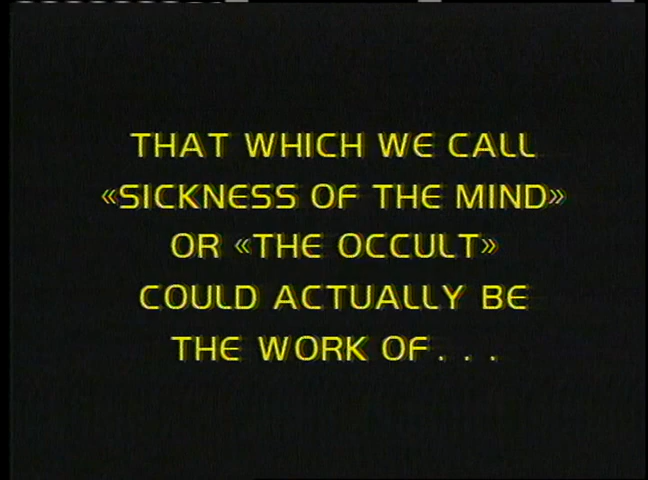 THAT WHICH WE CALL
«SICKNESS OF THE MIND»
OR «THE OCCULT»
COULD ACTUALLY BE
THE WORK OF...